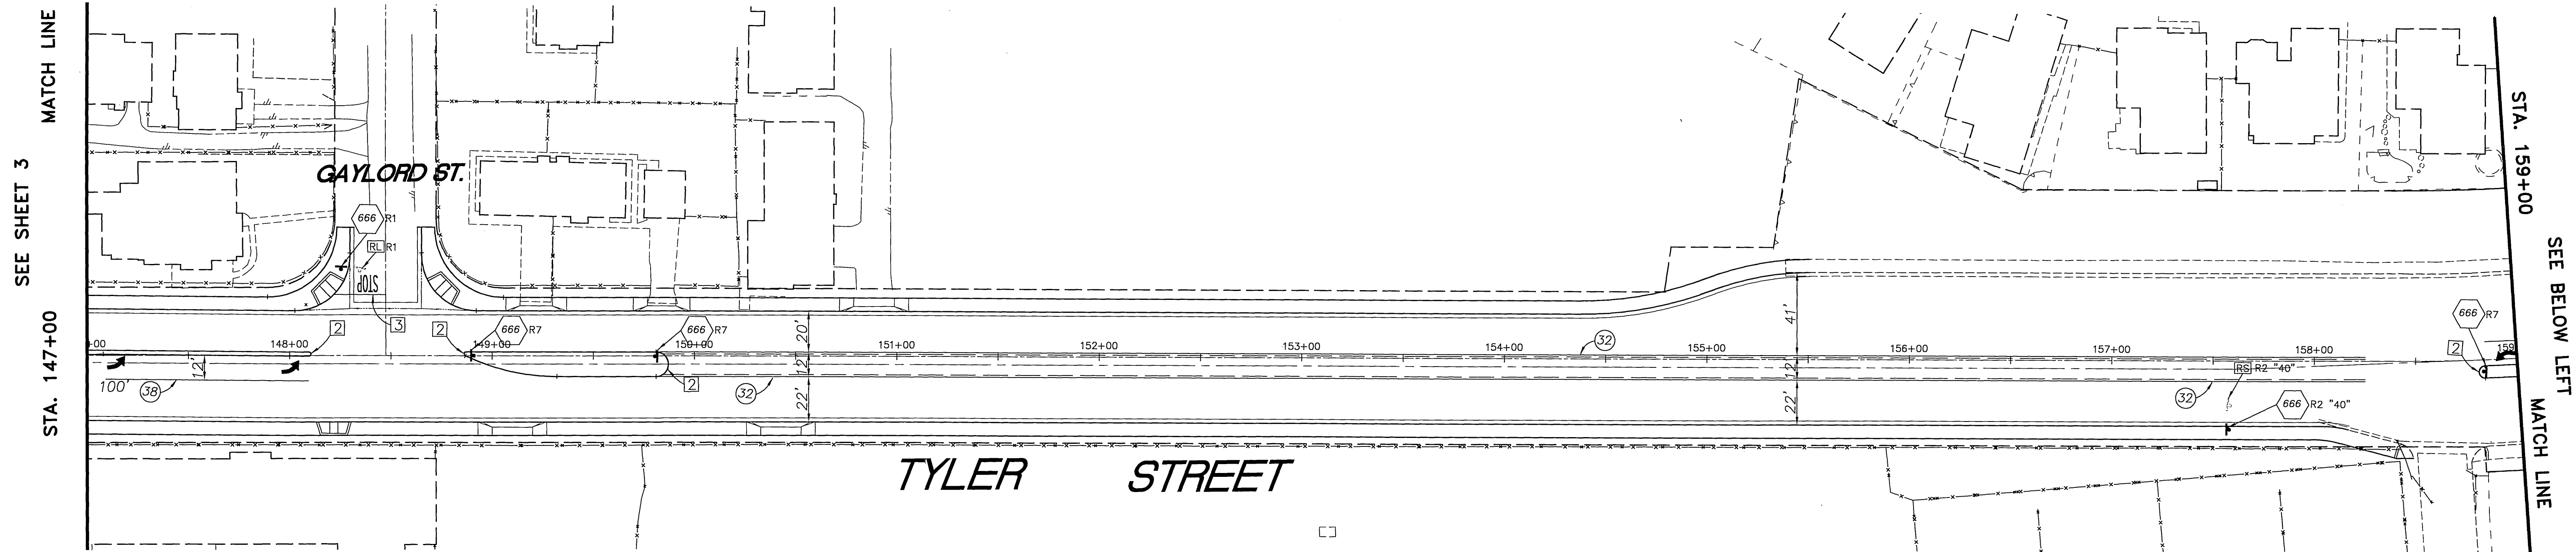 SEE SHEET 3
MATCH LINE
STA. 147+00
GAYLORD ST.
666 R1
RL R1
STOP
2
3
2
666 R7
666 R7
2
+00
148+00
149+00
150+00
151+00
152+00
153+00
154+00
155+00
156+00
157+00
158+00
159
12'
100'
38
20'
12'
22'
32
32
41'
12'
22'
32
RS R2 "40"
666 R2 "40"
666 R7
2
TYLER STREET
STA. 159+00
SEE BELOW LEFT
MATCH LINE